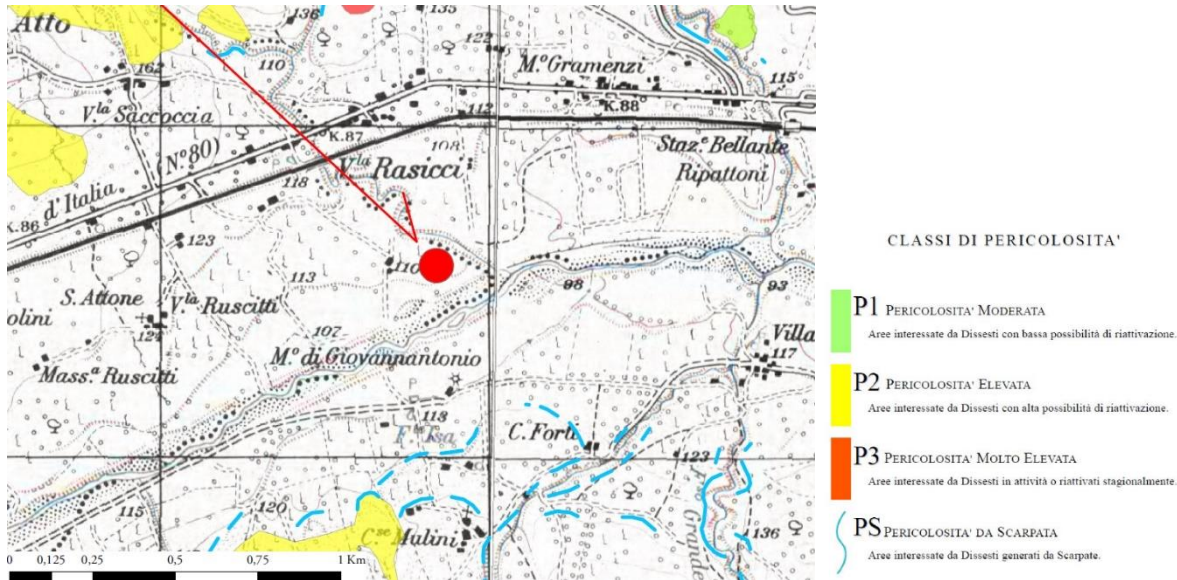 Atto
136
135
122
110
M.º Gramenzi
115
162
K.88
V.la Saccoccia
112
K.87
(Nº80)
108
Staz.e Bellante
Ripattoni
V.la Rasicci
118
d'Italia
K.86
123
110
113
98
93
S. Attone
V.la Ruscitti
olini
124
107
Villa
M.º di Giovannantonio
117
Mass.a Ruscitti
113
C. Forti
123
120
115
136
C.se Mulini
Grande
0 0,125 0,25 0,5 0,75 1 Km
CLASSI DI PERICOLOSITA'
P1 PERICOLOSITA' MODERATA
Aree interessate da Dissesti con bassa possibilità di riattivazione.
P2 PERICOLOSITA' ELEVATA
Aree interessate da Dissesti con alta possibilità di riattivazione.
P3 PERICOLOSITA' MOLTO ELEVATA
Aree interessate da Dissesti in attività o riattivati stagionalmente.
PS PERICOLOSITA' DA SCARPATA
Aree interessate da Dissesti generati da Scarpate.